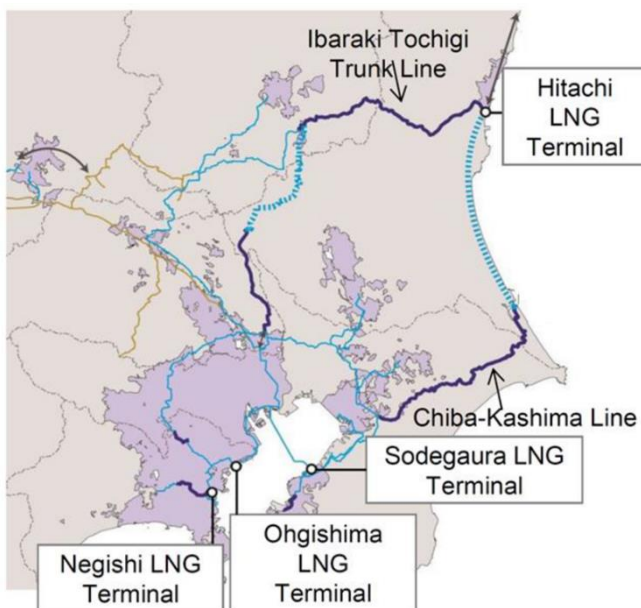 Ibaraki Tochigi
Trunk Line
Hitachi
LNG
Terminal
Chiba-Kashima Line
Sodegaura LNG
Terminal
Ohgishima
LNG
Terminal
Negishi LNG
Terminal